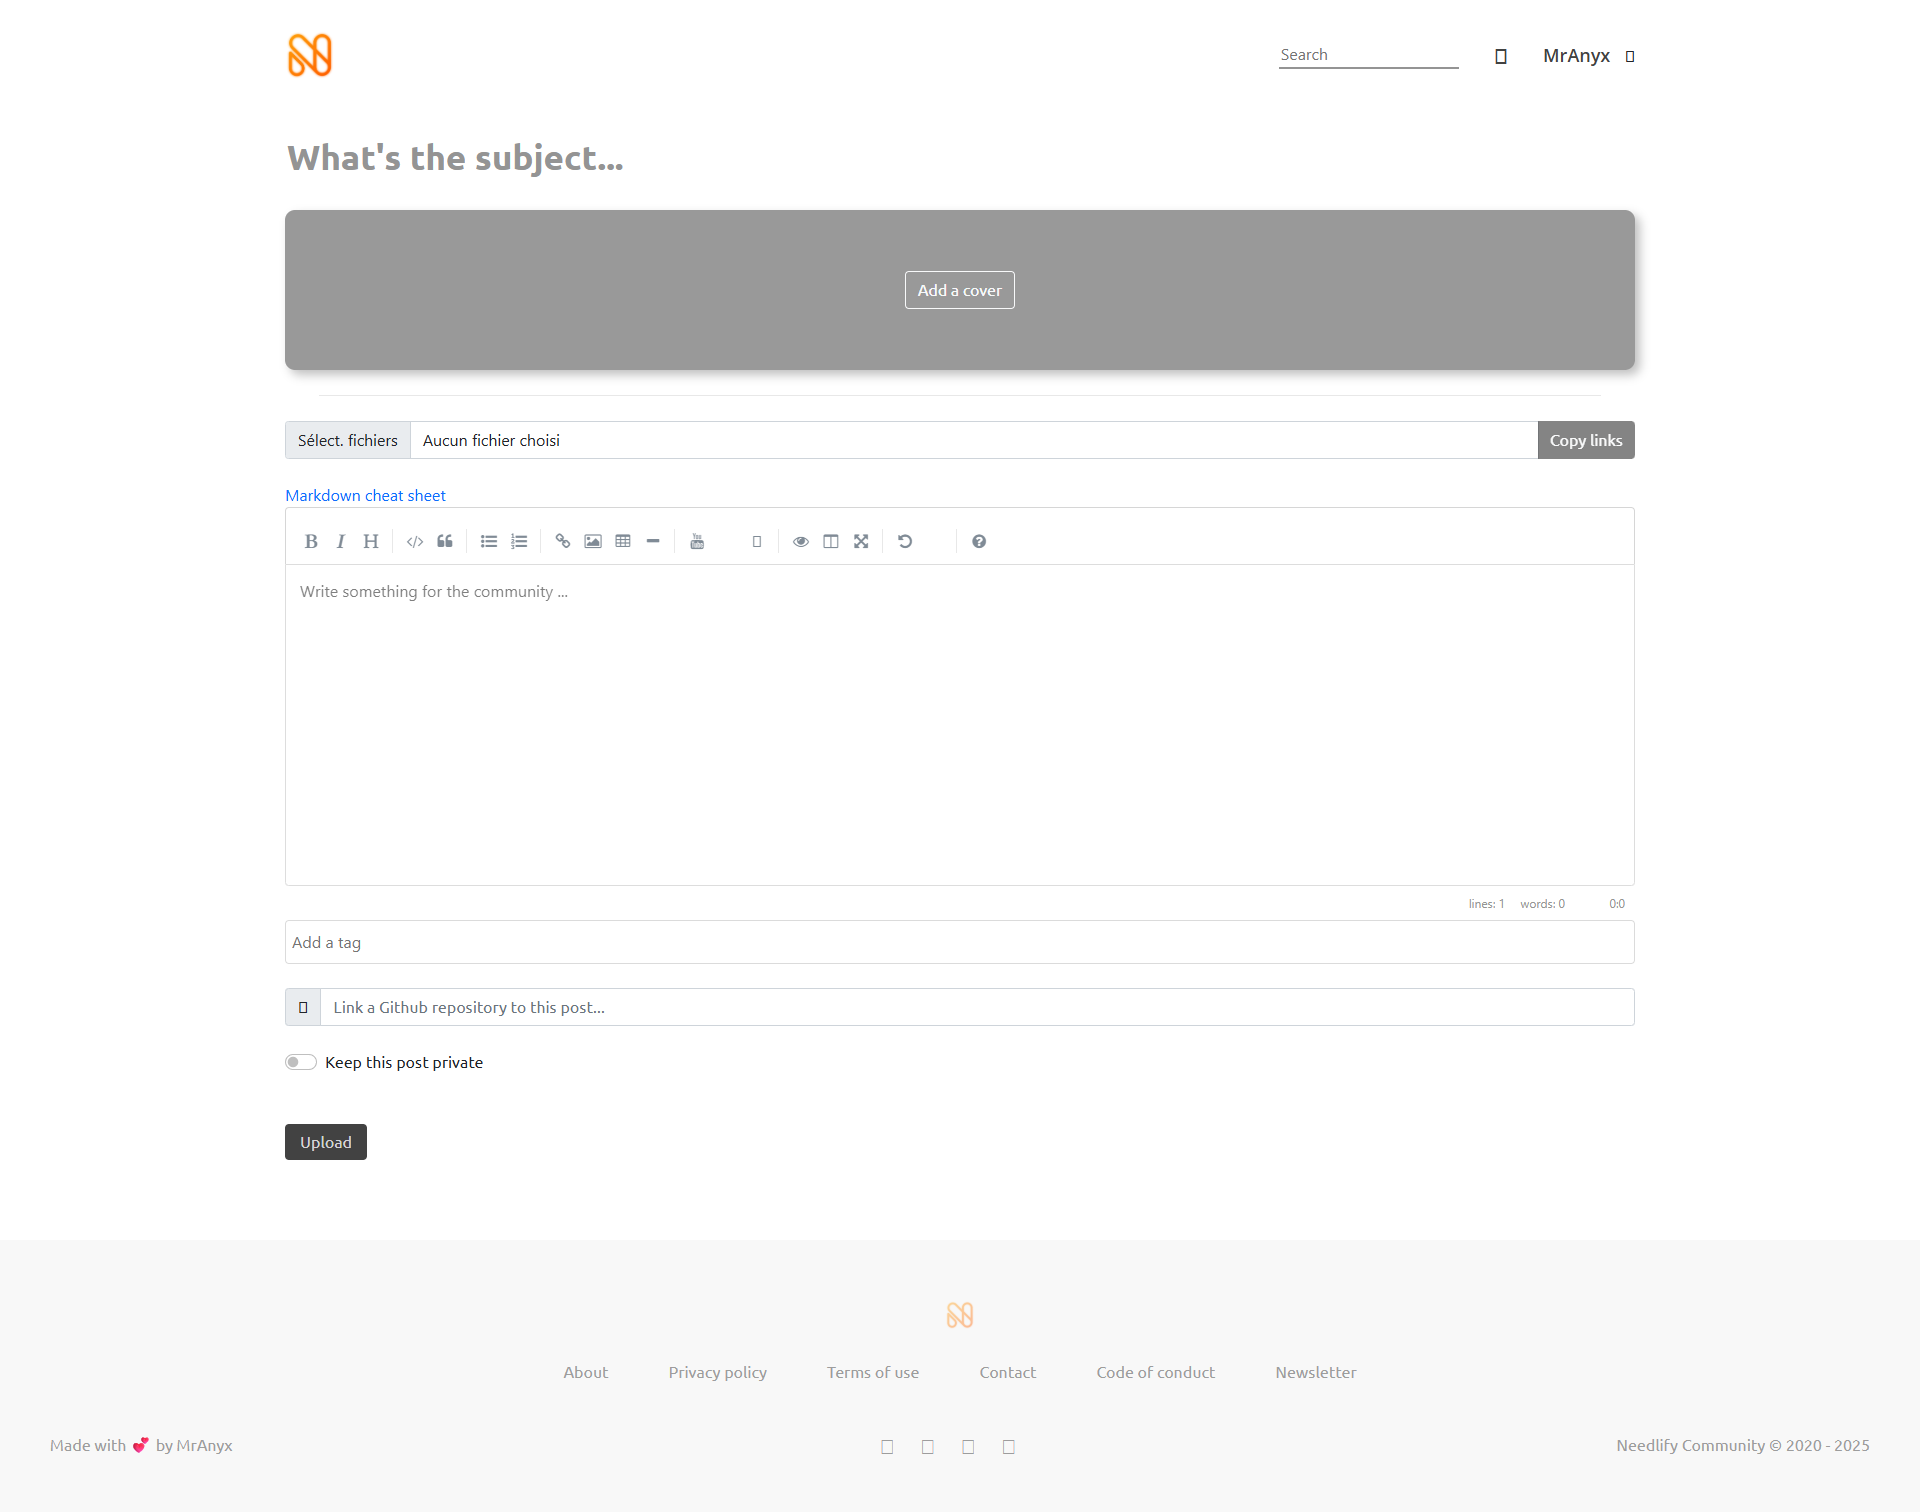 Search
MrAnyx
What's the subject...
Add a cover
Sélect. fichiers Aucun fichier choisi Copy links
Markdown cheat sheet
B I H
Write something for the community ...
lines: 1 words: 0 0:0
Add a tag
Link a Github repository to this post...
Keep this post private
Upload
About Privacy policy Terms of use Contact Code of conduct Newsletter
Made with 💕 by MrAnyx
Needlify Community © 2020 - 2025